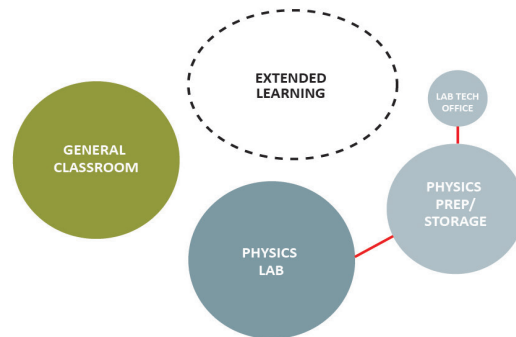 EXTENDED
LEARNING
LAB TECH
OFFICE
GENERAL
CLASSROOM
PHYSICS
PREP/
STORAGE
PHYSICS
LAB